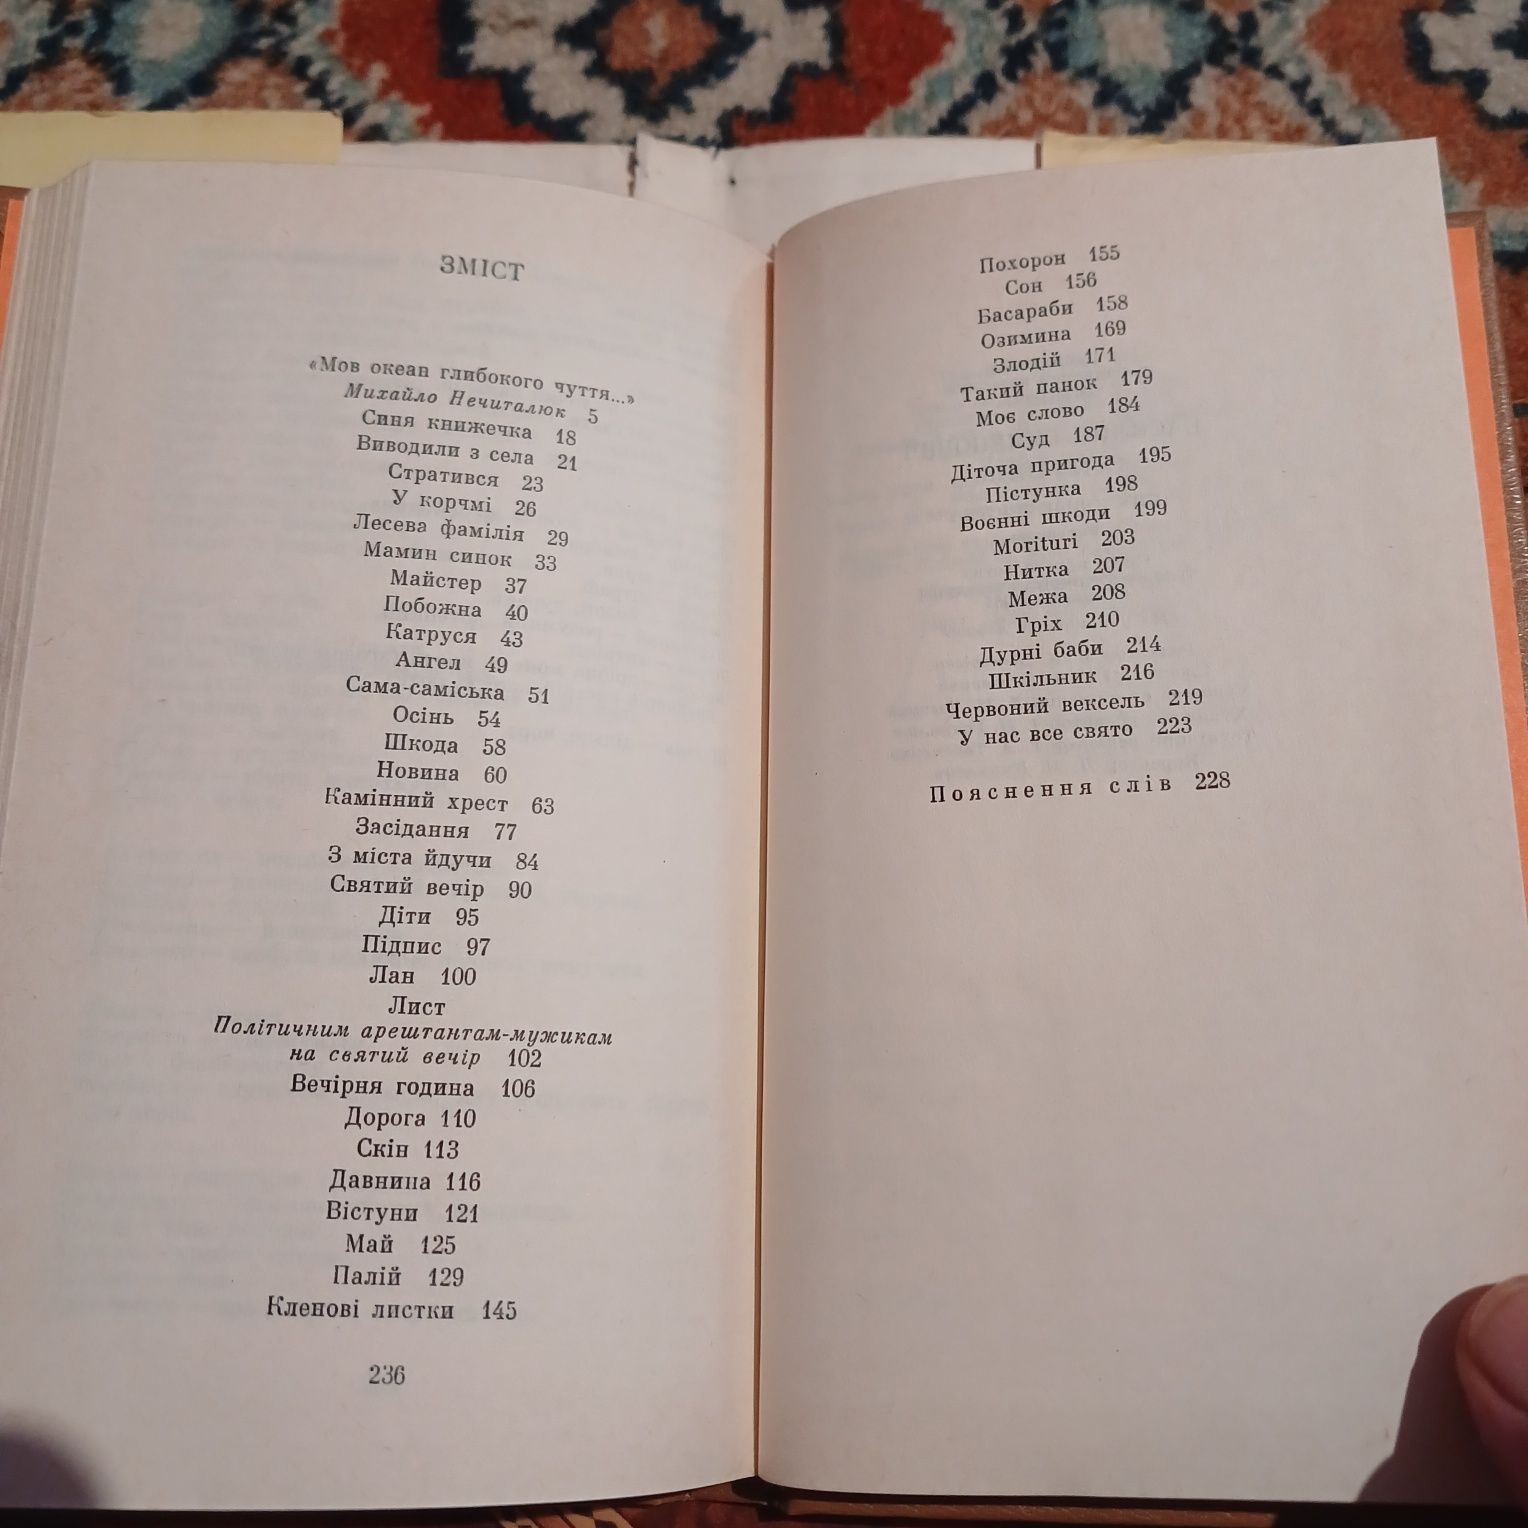 ЗМІСТ
«Мов океан глибокого чуття...»
Михайло Нечиталюк 5
Синя книжечка 18
Виводили з села 21
Стратився 23
У корчмі 26
Лесева фамілія 29
Мамин синок 33
Майстер 37
Побожна 40
Катруся 43
Ангел 49
Сама-саміська 51
Осінь 54
Шкода 58
Новина 60
Камінний хрест 63
Засідання 77
З міста йдучи 84
Святий вечір 90
Діти 95
Підпис 97
Лан 100
Лист
Політичним арештантам-мужикам
на святий вечір 102
Вечірня година 106
Дорога 110
Скін 113
Давнина 116
Вістуни 121
Май 125
Палій 129
Кленові листки 145
236
Похорон 155
Сон 156
Басараби 158
Озимина 169
Злодій 171
Такий панок 179
Моє слово 184
Суд 187
Діточа пригода 195
Пістунка 198
Воєнні шкоди 199
Morituri 203
Нитка 207
Межа 208
Гріх 210
Дурні баби 214
Шкільник 216
Червоний вексель 219
У нас все свято 223
Пояснення слів 228